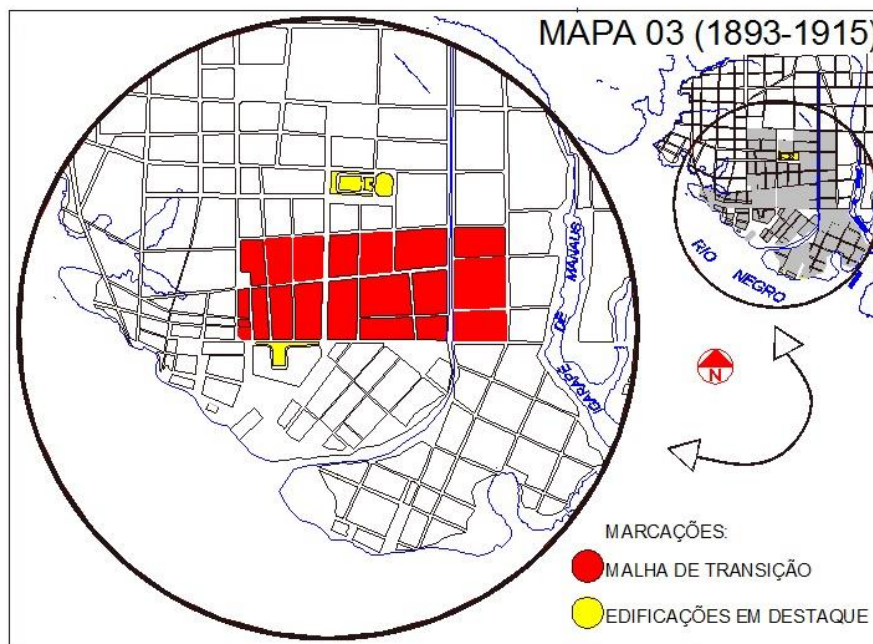 MAPA 03 (1893-1915)
RIO NEGRO
IGARAPÉ DE MANAUS
N
MARCAÇÕES:
MALHA DE TRANSIÇÃO
EDIFICAÇÕES EM DESTAQUE